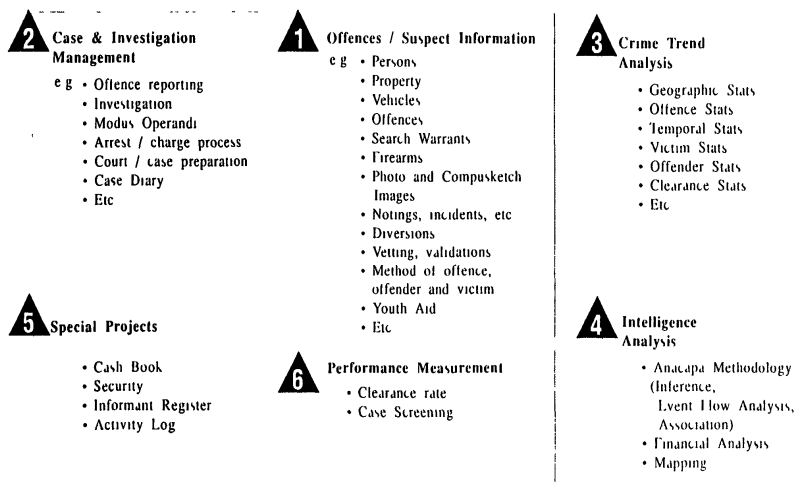 2
Case & Investigation
Management
e g • Offence reporting
• Investigation
• Modus Operandi
• Arrest / charge process
• Court / case preparation
• Case Diary
• Etc
1
Offences / Suspect Information
e g • Persons
• Property
• Vehicles
• Offences
• Search Warrants
• Firearms
• Photo and Compusketch
Images
• Notings, incidents, etc
• Diversions
• Vetting, validations
• Method of offence,
offender and victim
• Youth Aid
• Etc
3
Crime Trend
Analysis
• Geographic Stats
• Offence Stats
• Temporal Stats
• Victim Stats
• Offender Stats
• Clearance Stats
• Etc
5
Special Projects
• Cash Book
• Security
• Informant Register
• Activity Log
6
Performance Measurement
• Clearance rate
• Case Screening
4
Intelligence
Analysis
• Anacapa Methodology
(Inference,
Event Flow Analysis,
Association)
• Financial Analysis
• Mapping